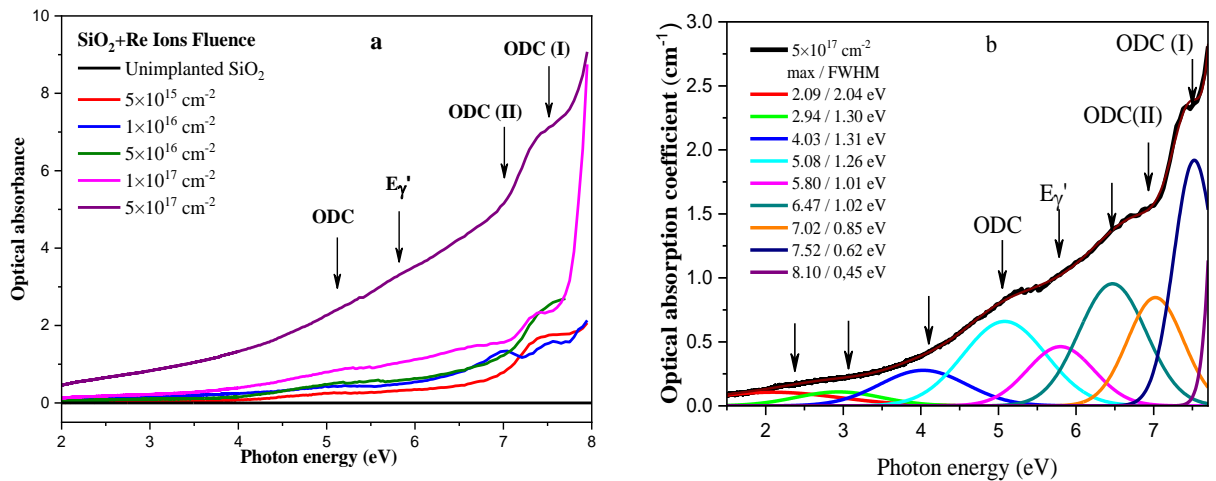 a
SiO2+Re Ions Fluence
Unimplanted SiO2
5×10^15 cm^-2
1×10^16 cm^-2
5×10^16 cm^-2
1×10^17 cm^-2
5×10^17 cm^-2
ODC (I)
ODC (II)
Eγ'
ODC
Optical absorbance
10
8
6
4
2
0
2 3 4 5 6 7 8
Photon energy (eV)
b
5×10^17 cm^-2
max / FWHM
2.09 / 2.04 eV
2.94 / 1.30 eV
4.03 / 1.31 eV
5.08 / 1.26 eV
5.80 / 1.01 eV
6.47 / 1.02 eV
7.02 / 0.85 eV
7.52 / 0.62 eV
8.10 / 0,45 eV
ODC (I)
ODC(II)
Eγ'
ODC
Optical absorption coefficient (cm^-1)
3.0
2.5
2.0
1.5
1.0
0.5
0.0
2 3 4 5 6 7
Photon energy (eV)